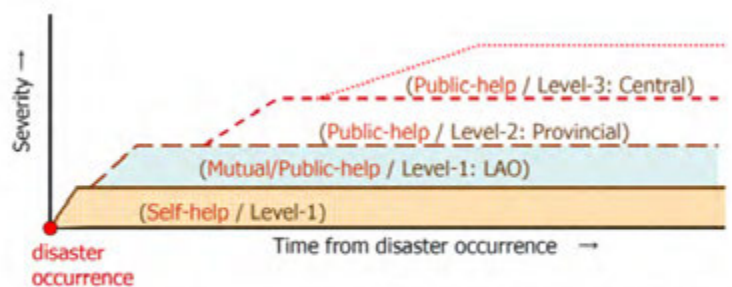 Severity →
(Public-help / Level-3: Central)
(Public-help / Level-2: Provincial)
(Mutual/Public-help / Level-1: LAO)
(Self-help / Level-1)
disaster
occurrence
Time from disaster occurrence →